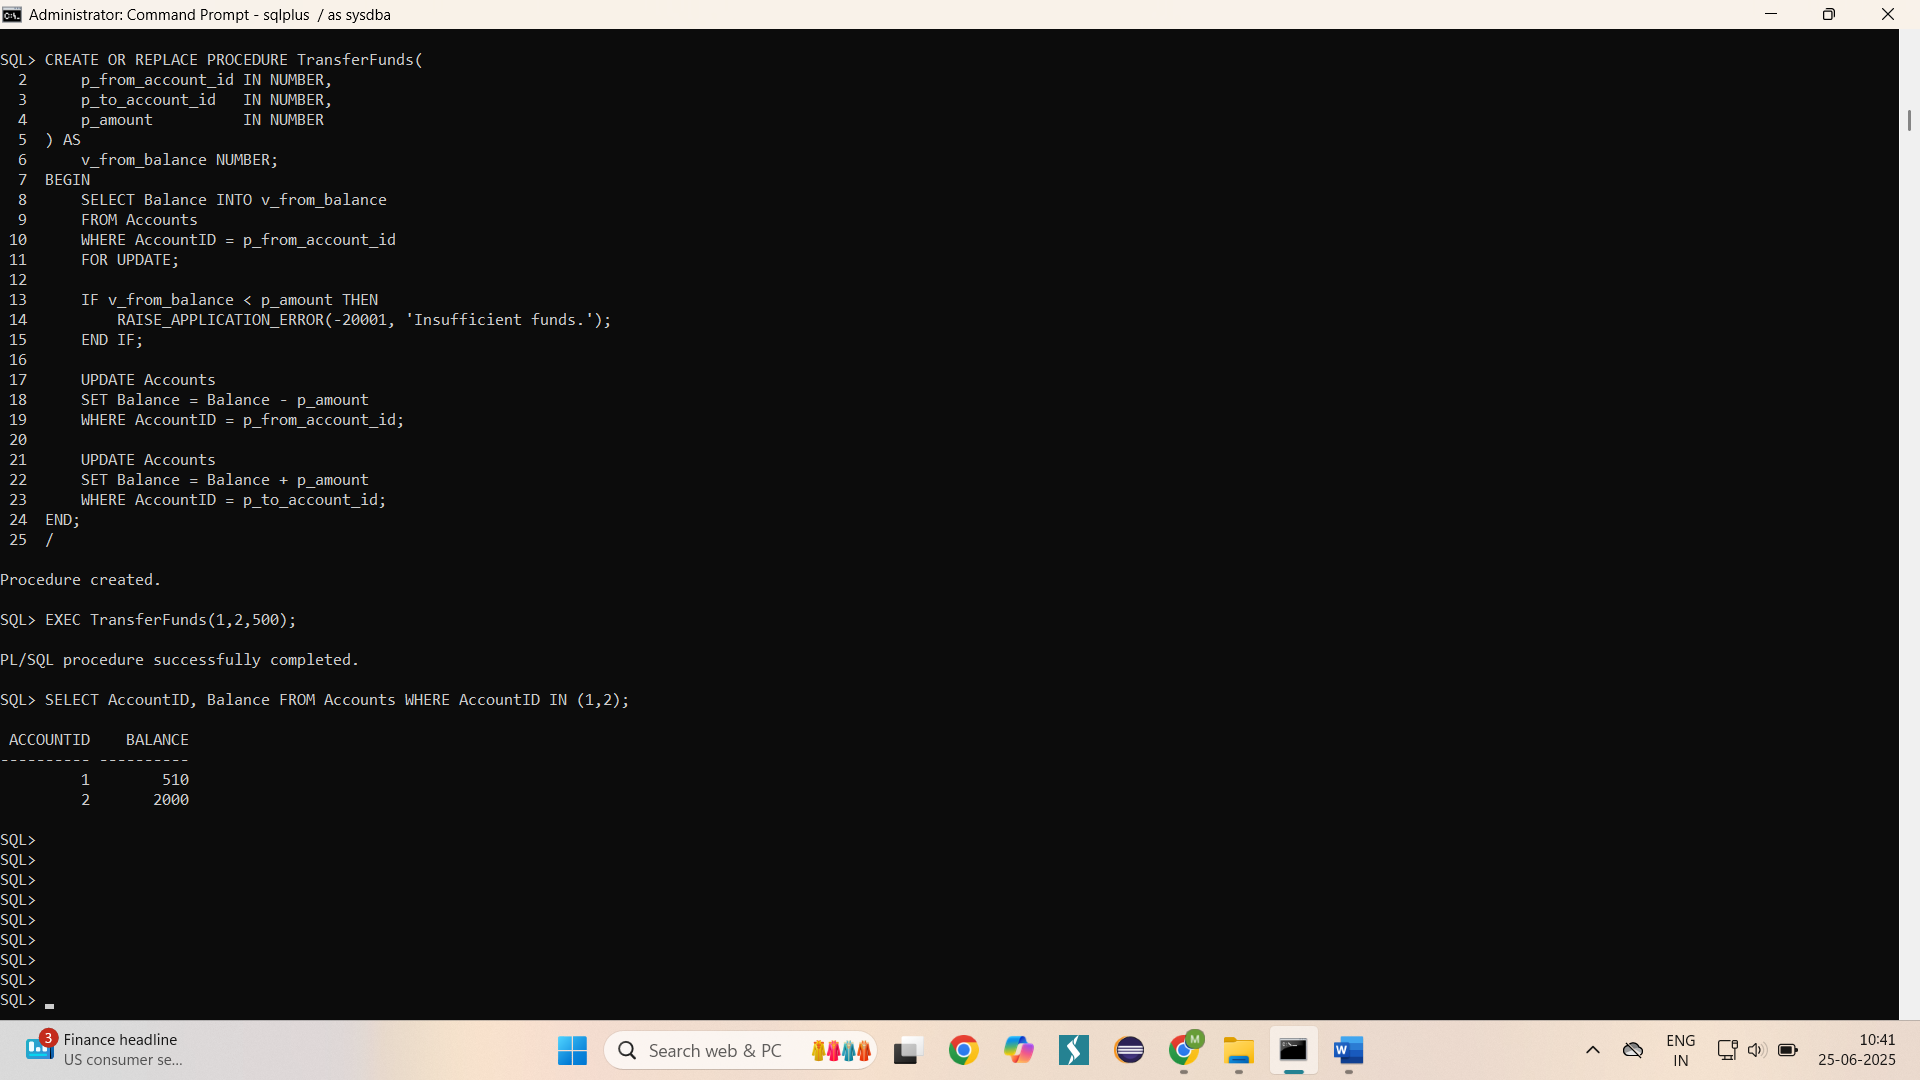 Administrator: Command Prompt - sqlplus  / as sysdba
SQL> CREATE OR REPLACE PROCEDURE TransferFunds(
  2      p_from_account_id IN NUMBER,
  3      p_to_account_id   IN NUMBER,
  4      p_amount          IN NUMBER
  5  ) AS
  6      v_from_balance NUMBER;
  7  BEGIN
  8      SELECT Balance INTO v_from_balance
  9      FROM Accounts
 10      WHERE AccountID = p_from_account_id
 11      FOR UPDATE;
 12
 13      IF v_from_balance < p_amount THEN
 14          RAISE_APPLICATION_ERROR(-20001, 'Insufficient funds.');
 15      END IF;
 16
 17      UPDATE Accounts
 18      SET Balance = Balance - p_amount
 19      WHERE AccountID = p_from_account_id;
 20
 21      UPDATE Accounts
 22      SET Balance = Balance + p_amount
 23      WHERE AccountID = p_to_account_id;
 24  END;
 25  /
Procedure created.
SQL> EXEC TransferFunds(1,2,500);
PL/SQL procedure successfully completed.
SQL> SELECT AccountID, Balance FROM Accounts WHERE AccountID IN (1,2);
 ACCOUNTID    BALANCE
---------- ----------
         1        510
         2       2000
SQL>
SQL>
SQL>
SQL>
SQL>
SQL>
SQL>
SQL>
SQL>
3
Finance headline
US consumer se...
Search web & PC
M
W
ENG
IN
10:41
25-06-2025